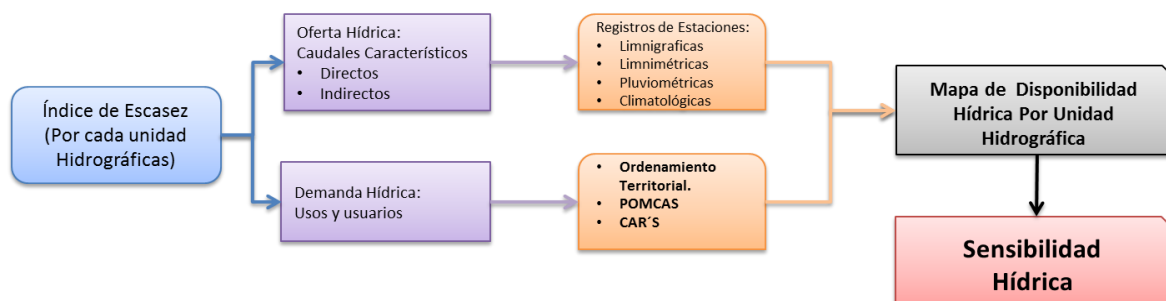 Índice de Escasez
(Por cada unidad
Hidrográficas)
Oferta Hídrica:
Caudales Característicos
• Directos
• Indirectos
Demanda Hídrica:
Usos y usuarios
Registros de Estaciones:
• Limnigraficas
• Limnimétricas
• Pluviométricas
• Climatológicas
• Ordenamiento
Territorial.
• POMCAS
• CAR´S
Mapa de Disponibilidad
Hídrica Por Unidad
Hidrográfica
Sensibilidad
Hídrica